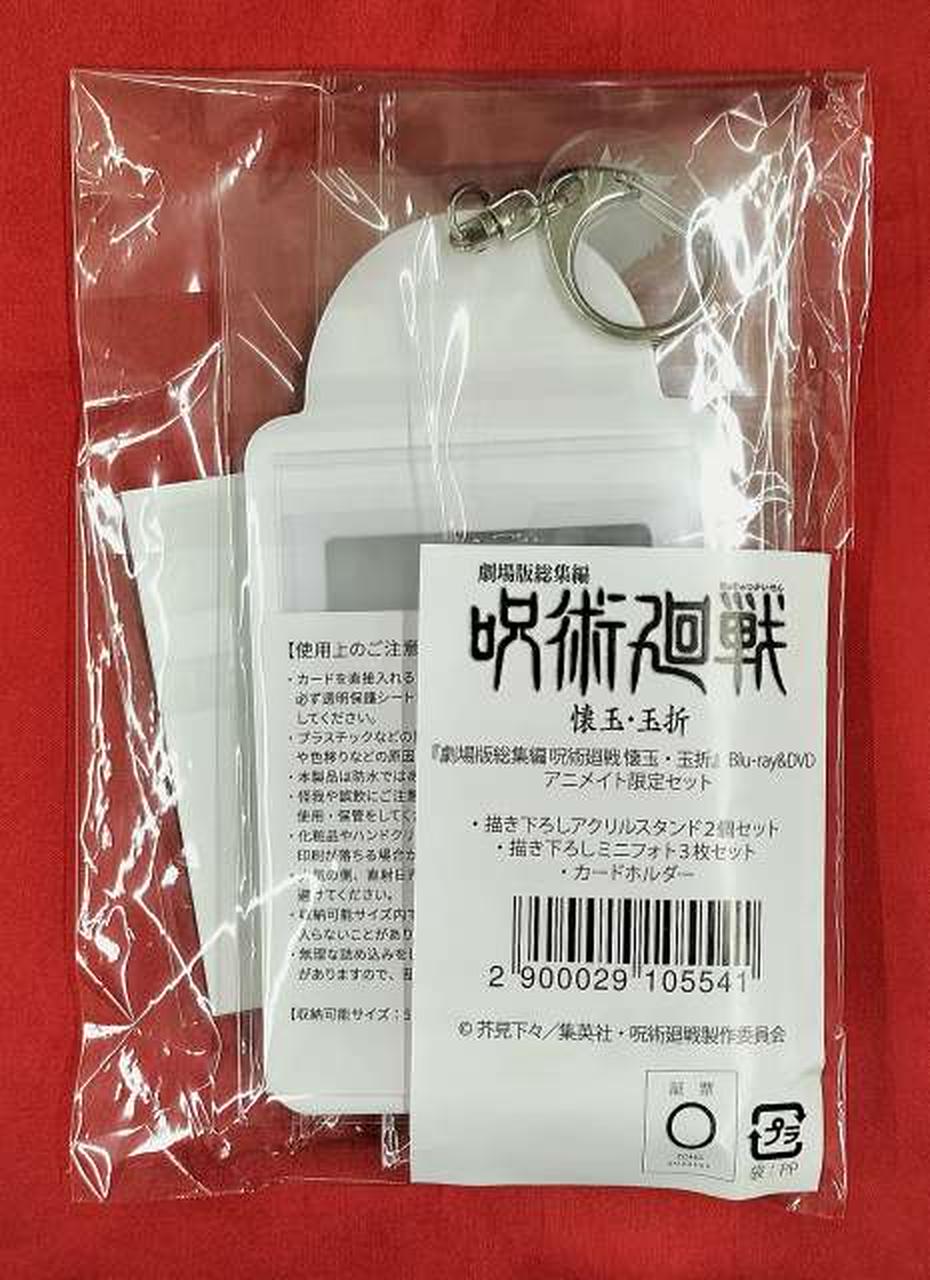 劇場版総集編
呪術廻戦
懐玉・玉折
『劇場版総集編 呪術廻戦 懐玉・玉折』 Blu-ray&DVD
アニメイト限定セット
・描き下ろしアクリルスタンド2個セット
・描き下ろしミニフォト3枚セット
・カードホルダー
2 900029 105541
© 芥見下々／集英社・呪術廻戦製作委員会
証 票
プラ
袋：PP
【使用上のご注意
・カードを直接入れる
必ず透明保護シート
してください。
・プラスチックなどの
や色移りなどの原因
・本製品は防水では
・怪我や誤飲にご注意
使用・保管をしてく
・化粧品やハンドクリ
印刷が落ちる場合が
の側、直射日
避けてください。
・収納可能サイズ内で
入らないことがあり
・無理な詰め込みを
がありますので、
【収納可能サイズ：